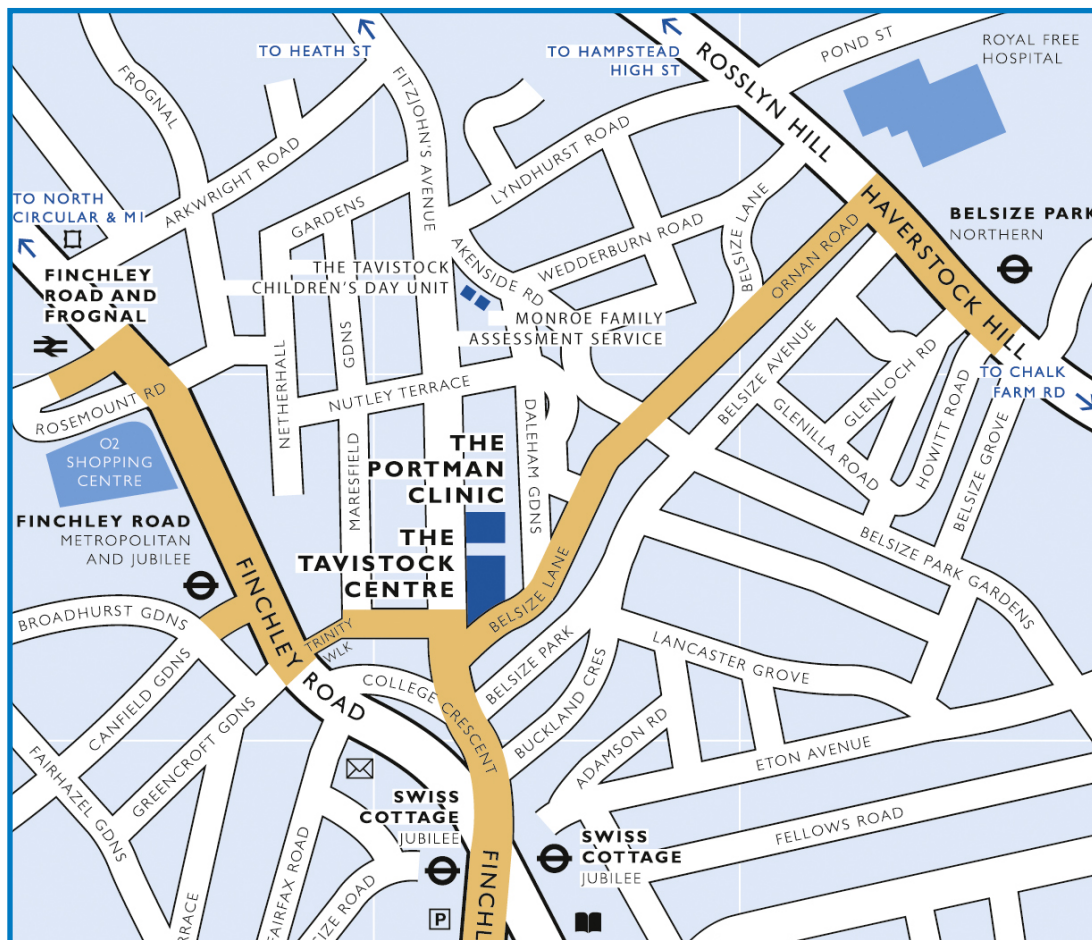 TO HEATH ST
TO HAMPSTEAD
HIGH ST
ROSSLYN HILL
POND ST
ROYAL FREE
HOSPITAL
FROGNAL
FITZJOHN'S AVENUE
ARKWRIGHT ROAD
LYNDHURST ROAD
TO NORTH
CIRCULAR & M1
GARDENS
WEDDERBURN ROAD
BELSIZE LANE
HAVERSTOCK HILL
BELSIZE PARK
NORTHERN
ORNAN ROAD
AKENSIDE RD
FINCHLEY
ROAD AND
FROGNAL
THE TAVISTOCK
CHILDREN'S DAY UNIT
MONROE FAMILY
ASSESSMENT SERVICE
NETHERHALL
GDNS
NUTLEY TERRACE
BELSIZE AVENUE
GLENLOCH RD
TO CHALK
FARM RD
ROSEMOUNT RD
GLENILLA ROAD
HOWITT ROAD
BELSIZE GROVE
O2
SHOPPING
CENTRE
MARESFIELD
DALEHAM GDNS
THE
PORTMAN
CLINIC
FINCHLEY ROAD
METROPOLITAN
AND JUBILEE
THE
TAVISTOCK
CENTRE
BELSIZE LANE
BELSIZE PARK GARDENS
FINCHLEY ROAD
BROADHURST GDNS
TRINITY
WLK
BELSIZE PARK
LANCASTER GROVE
CANFIELD GDNS
COLLEGE CRESCENT
BUCKLAND CRES
GREENCROFT GDNS
ADAMSON RD
ETON AVENUE
FAIRHAZEL GDNS
SWISS
COTTAGE
JUBILEE
SWISS
COTTAGE
JUBILEE
FELLOWS ROAD
FAIRFAX ROAD
SIZE ROAD
RRACE
P
FINCHL